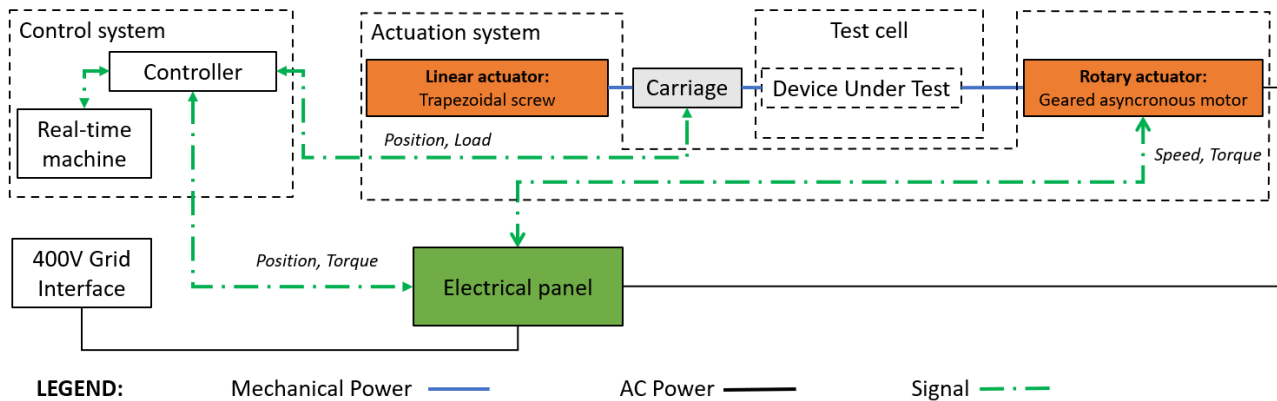 Control system
Controller
Real-time
machine
Actuation system
Linear actuator:
Trapezoidal screw
Carriage
Test cell
Device Under Test
Rotary actuator:
Geared asyncronous motor
Position, Load
Speed, Torque
400V Grid
Interface
Position, Torque
Electrical panel
LEGEND:
Mechanical Power
AC Power
Signal